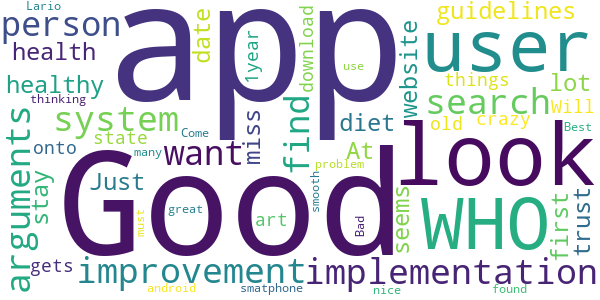 Lario
person
health
healthy
thinking
system
state
onto
arguments
stay
gets
Just
Good
app
date
1year
download
miss
want
Come
many
great
must
art
find
At
diet
use
problem
smooth
Bad
improvement
android
smatphone
implementation
nice
found
user
website
search
guidelines
things
lot
Will
old
crazy
Best
look
WHO
seems
first
trust